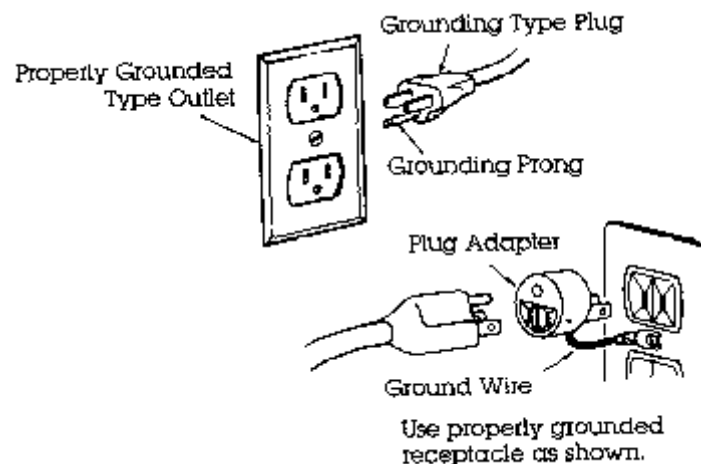 Grounding Type Plug
Properly Grounded
Type Outlet
Grounding Prong
Plug Adapter
Ground Wire
Use properly grounded
receptacle as shown.